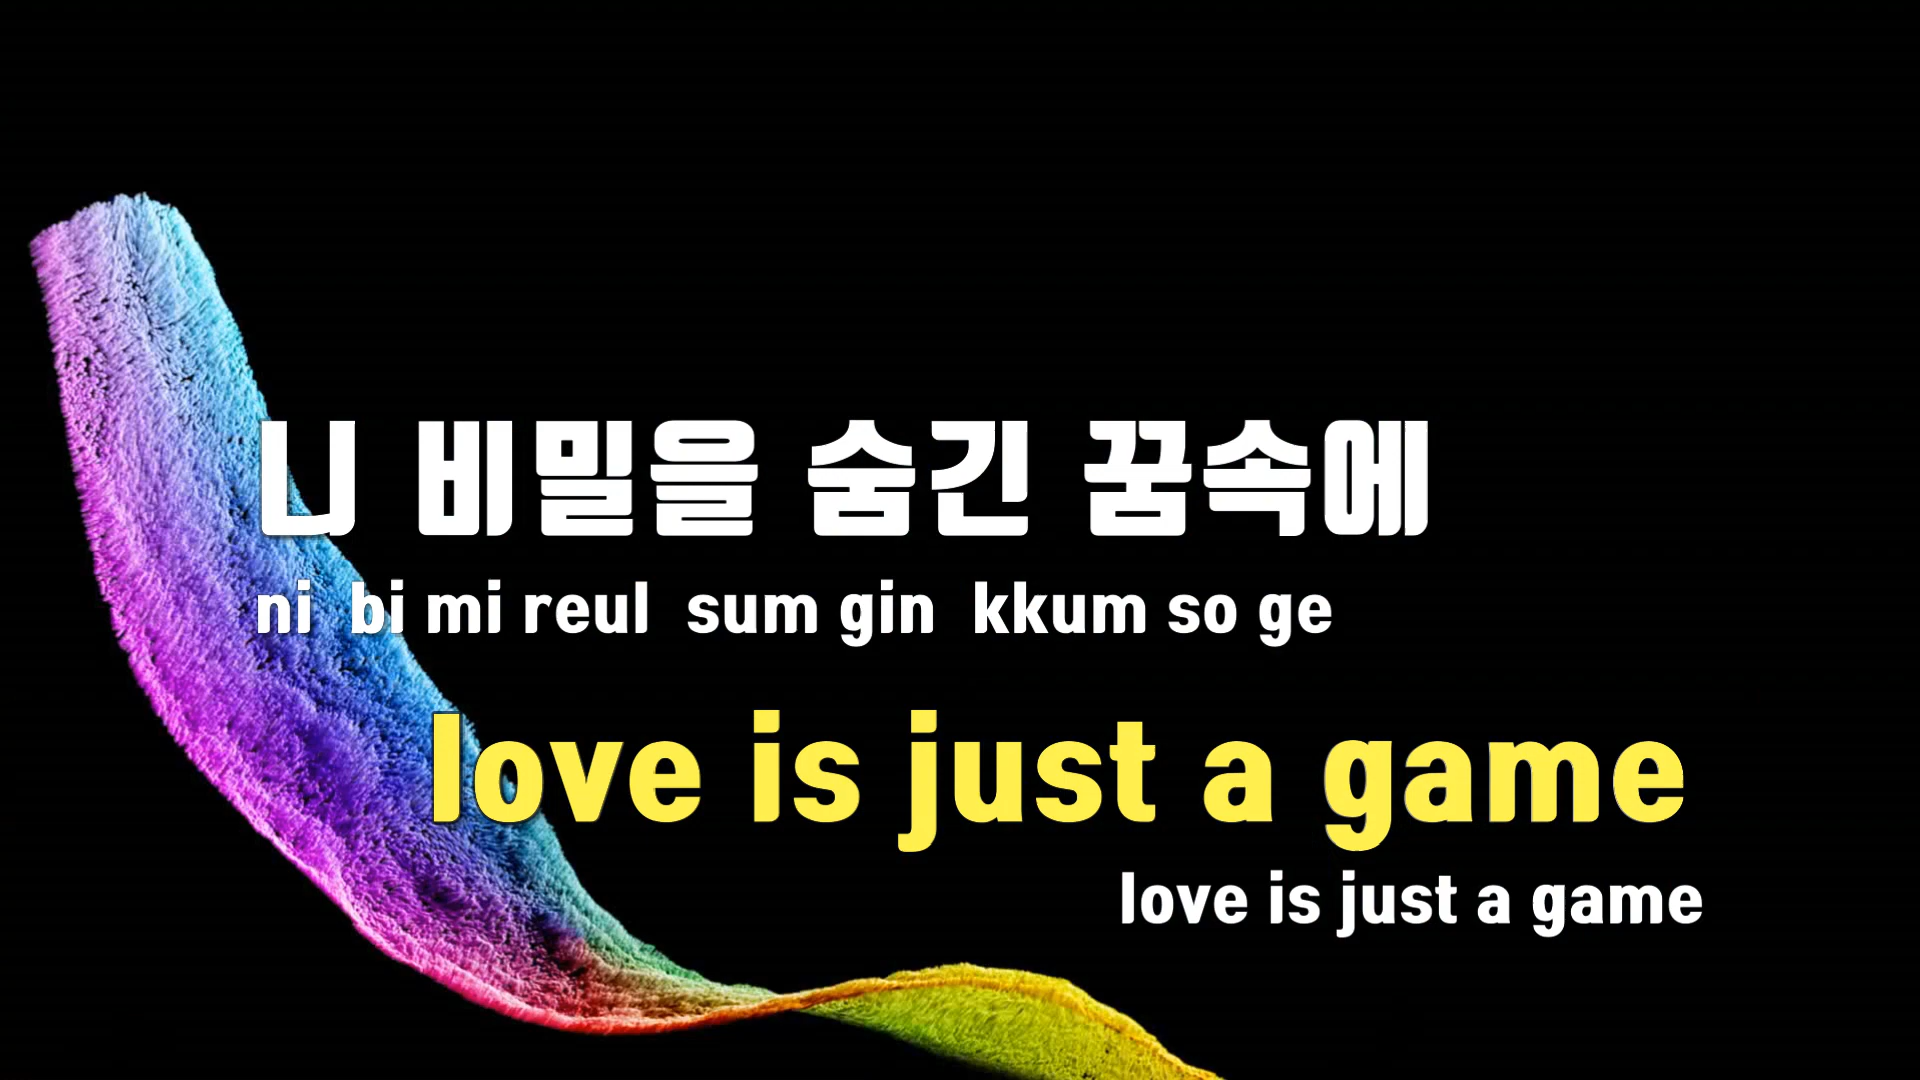 니 비밀을 숨긴 꿈속에
ni bi mi reul sum gin kkum so ge
love is just a game
love is just a game